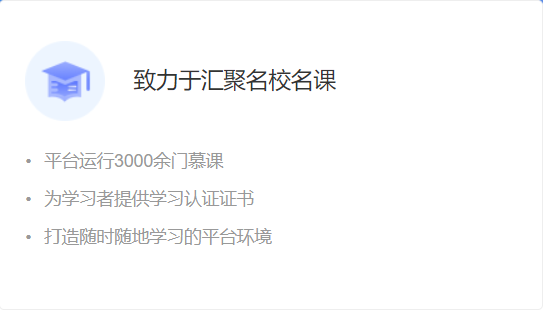 致力于汇聚名校名课
• 平台运行3000余门慕课
• 为学习者提供学习认证证书
• 打造随时随地学习的平台环境